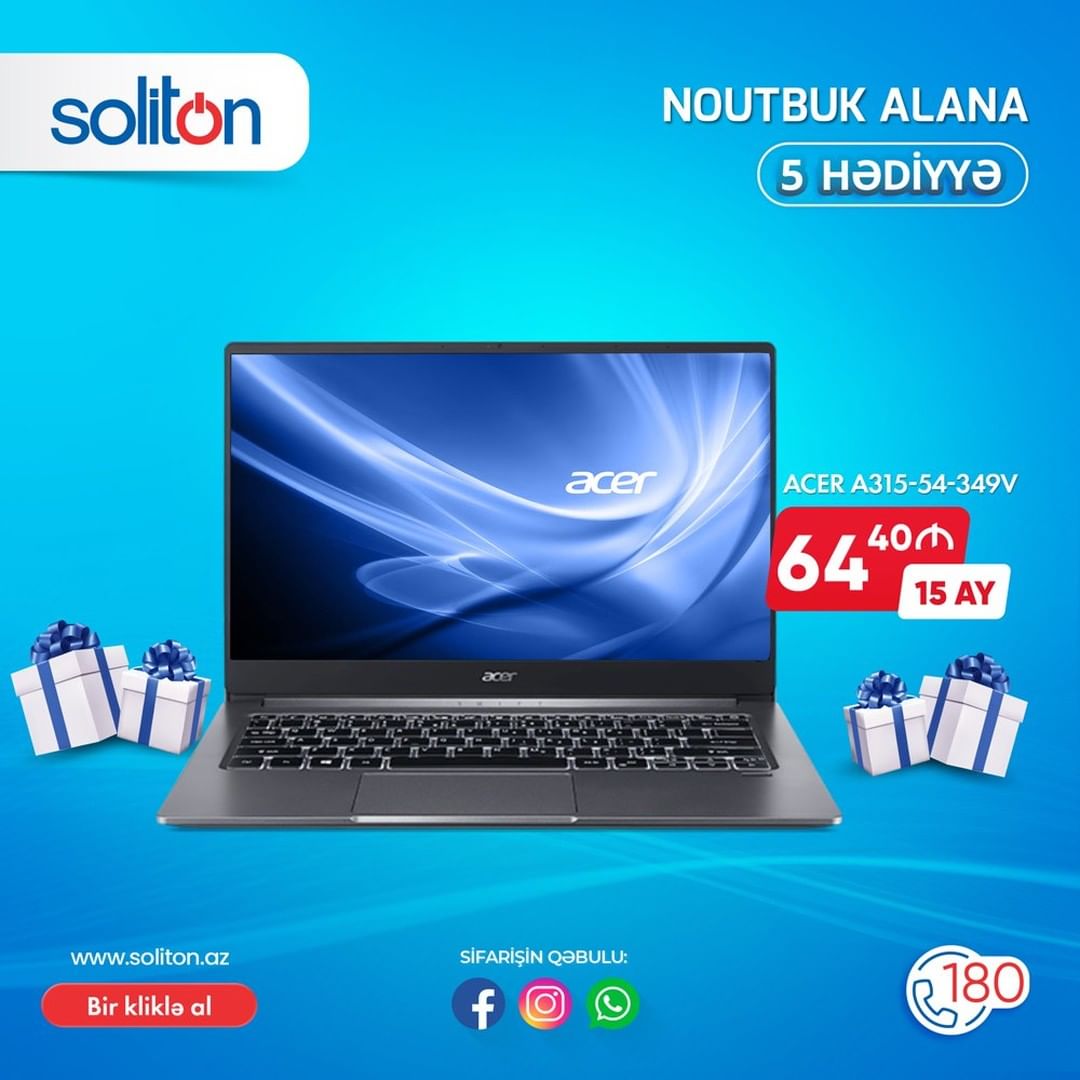 soliton
NOUTBUK ALANA
5 HƏDİYYƏ
acer
ACER A315-54-349V
64 40₼
15 AY
acer
www.soliton.az
Bir kliklə al
SİFARİŞİN QƏBULU:
180